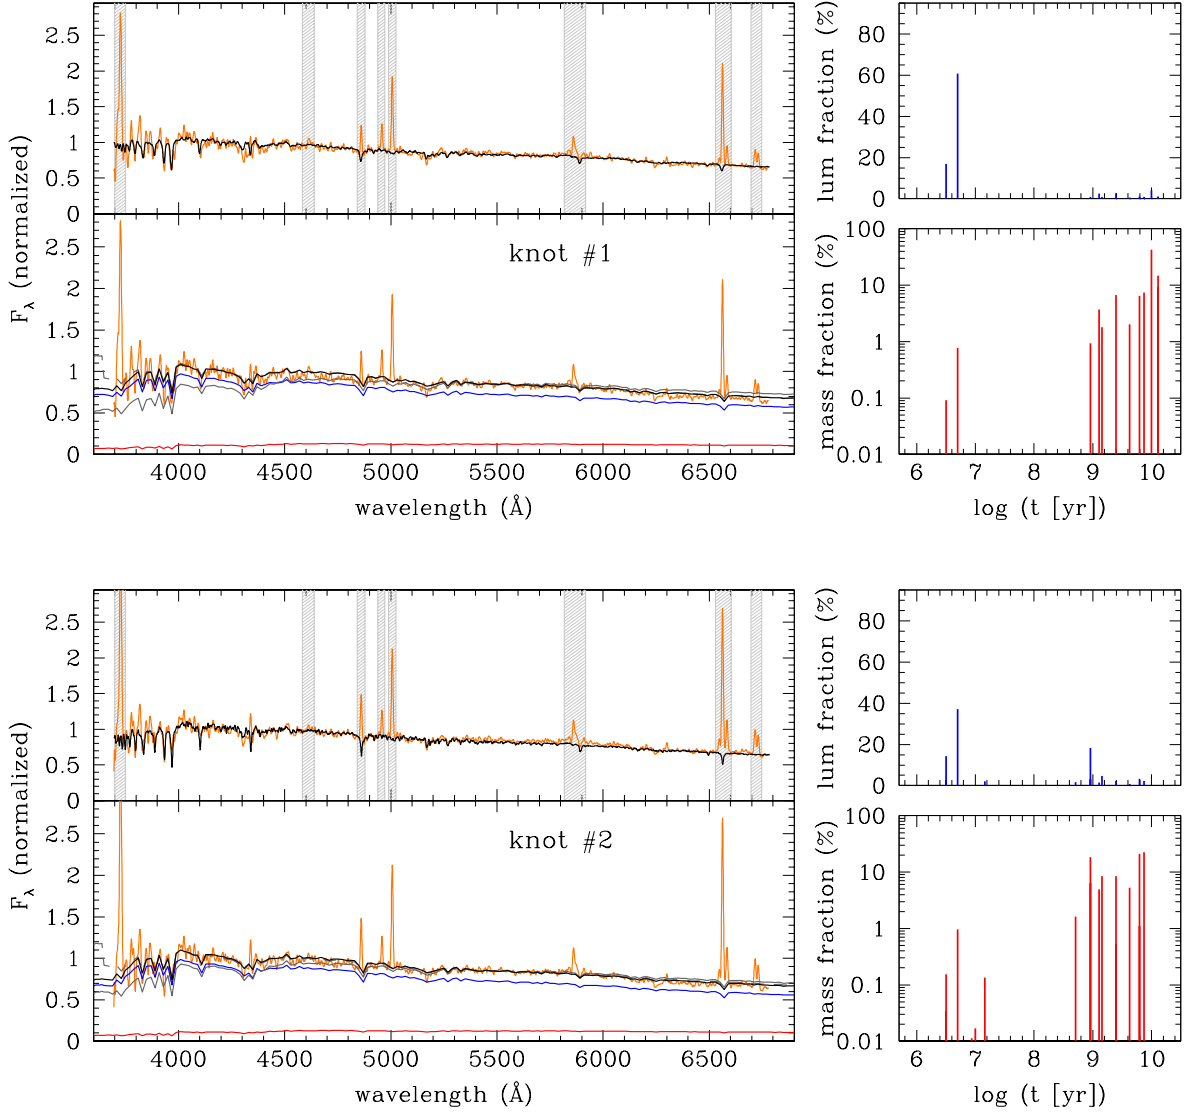 F_λ (normalized)
2.5
2
1.5
1
0.5
0
knot #1
2.5
2
1.5
1
0.5
0
4000 4500 5000 5500 6000 6500
wavelength (Å)
lum fraction (%)
80
60
40
20
0
mass fraction (%)
100
10
1
0.1
0.01
6 7 8 9 10
log (t [yr])
F_λ (normalized)
2.5
2
1.5
1
0.5
0
knot #2
2.5
2
1.5
1
0.5
0
4000 4500 5000 5500 6000 6500
wavelength (Å)
lum fraction (%)
80
60
40
20
0
mass fraction (%)
100
10
1
0.1
0.01
6 7 8 9 10
log (t [yr])